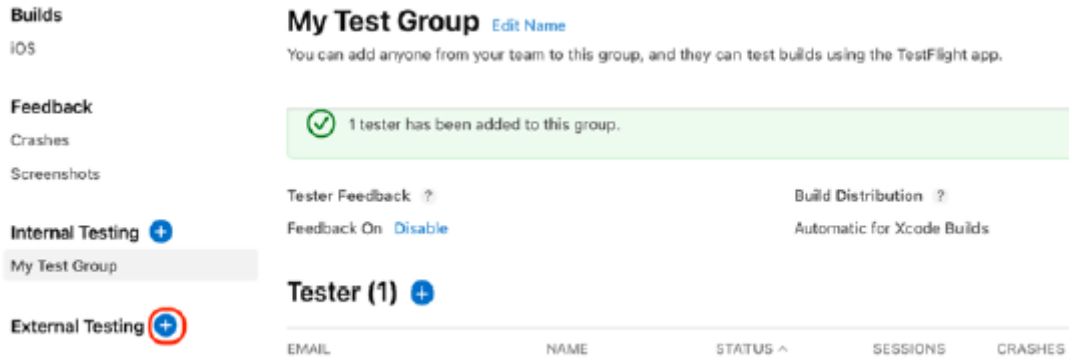 Builds
iOS
Feedback
Crashes
Screenshots
Internal Testing
My Test Group
External Testing
My Test Group Edit Name
You can add anyone from your team to this group, and they can test builds using the TestFlight app.
1 tester has been added to this group.
Tester Feedback ? Build Distribution ?
Feedback On Disable Automatic for Xcode Builds
Tester (1)
EMAIL NAME STATUS SESSIONS CRASHES